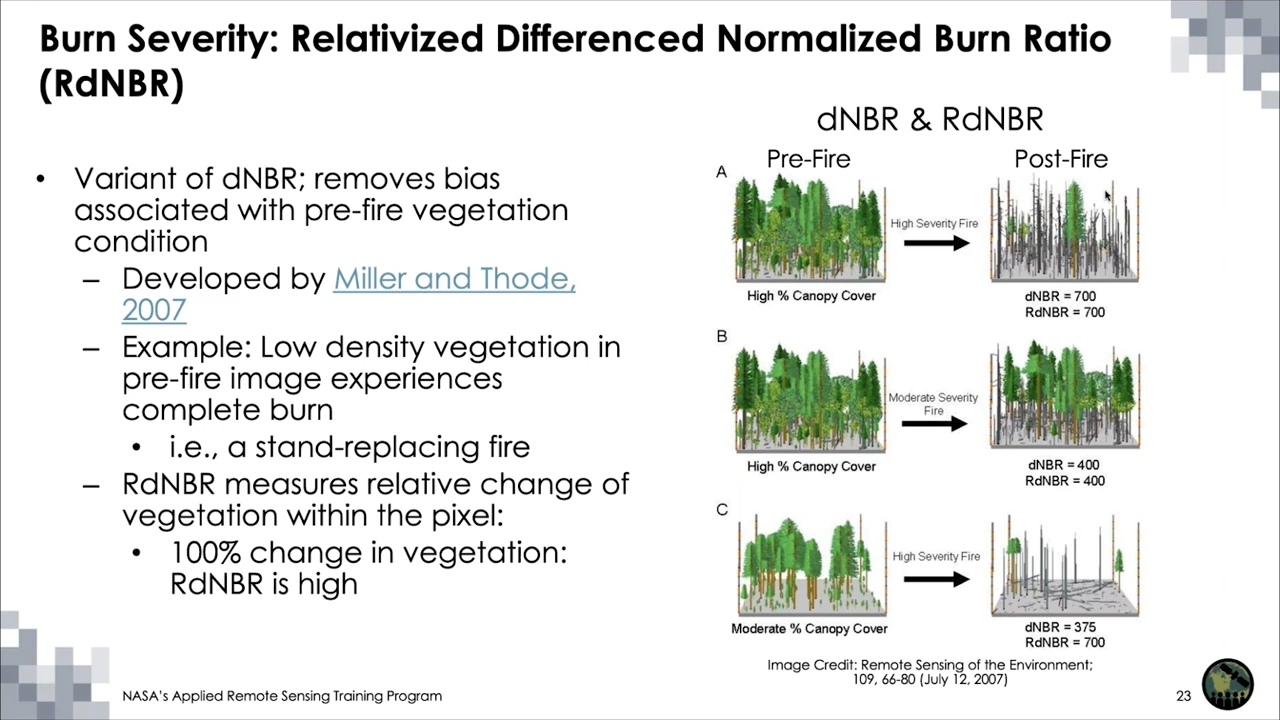 Burn Severity: Relativized Differenced Normalized Burn Ratio
(RdNBR)
• Variant of dNBR; removes bias
associated with pre-fire vegetation
condition
– Developed by Miller and Thode,
2007
– Example: Low density vegetation in
pre-fire image experiences
complete burn
• i.e., a stand-replacing fire
– RdNBR measures relative change of
vegetation within the pixel:
• 100% change in vegetation:
RdNBR is high
dNBR & RdNBR
Pre-Fire
Post-Fire
A
High Severity Fire
High % Canopy Cover
dNBR = 700
RdNBR = 700
B
Moderate Severity
Fire
High % Canopy Cover
dNBR = 400
RdNBR = 400
C
High Severity Fire
Moderate % Canopy Cover
dNBR = 375
RdNBR = 700
Image Credit: Remote Sensing of the Environment;
109, 66-80 (July 12, 2007)
NASA's Applied Remote Sensing Training Program
23